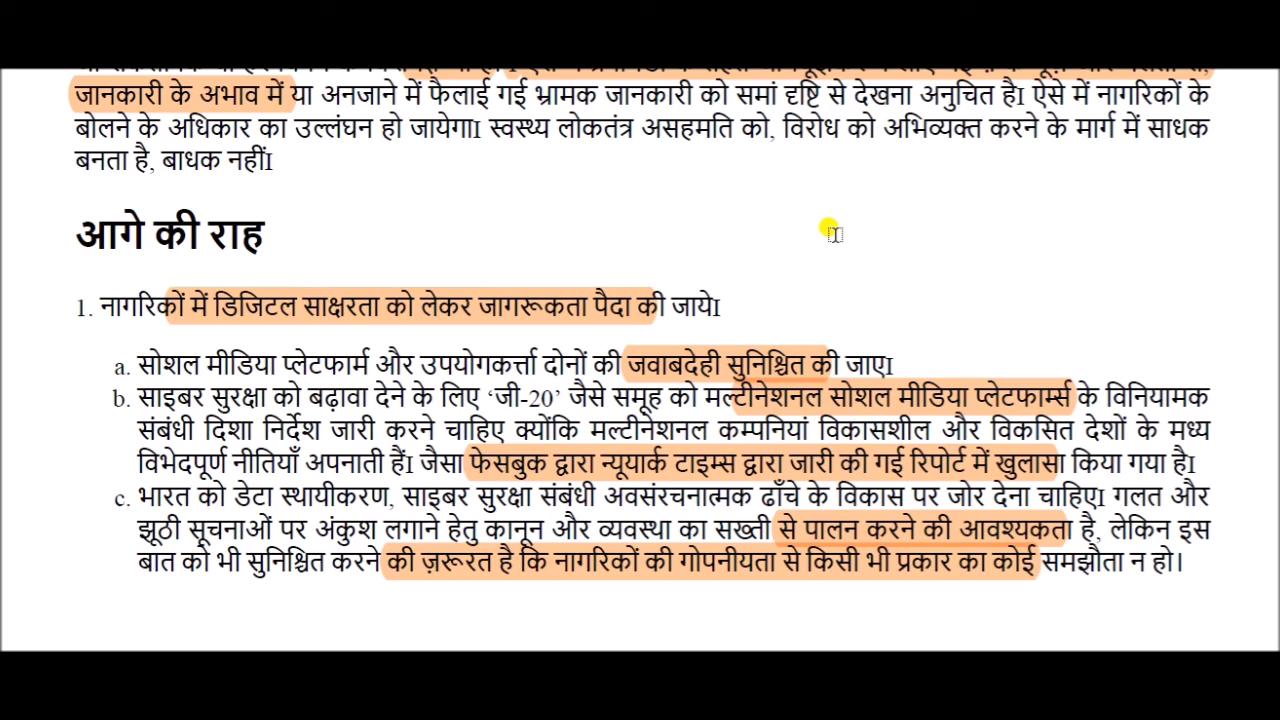 जानकारी के अभाव में या अनजाने में फैलाई गई भ्रामक जानकारी को समां दृष्टि से देखना अनुचित हैI ऐसे में नागरिकों के
बोलने के अधिकार का उल्लंघन हो जायेगाI स्वस्थ्य लोकतंत्र असहमति को, विरोध को अभिव्यक्त करने के मार्ग में साधक
बनता है, बाधक नहींI
आगे की राह
1. नागरिकों में डिजिटल साक्षरता को लेकर जागरूकता पैदा की जायेI
a. सोशल मीडिया प्लेटफार्म और उपयोगकर्त्ता दोनों की जवाबदेही सुनिश्चित की जाएI
b. साइबर सुरक्षा को बढ़ावा देने के लिए ‘जी-20’ जैसे समूह को मल्टीनेशनल सोशल मीडिया प्लेटफार्म्स के विनियामक
संबंधी दिशा निर्देश जारी करने चाहिए क्योंकि मल्टीनेशनल कम्पनियां विकासशील और विकसित देशों के मध्य
विभेदपूर्ण नीतियाँ अपनाती हैंI जैसा फेसबुक द्वारा न्यूयार्क टाइम्स द्वारा जारी की गई रिपोर्ट में खुलासा किया गया हैI
c. भारत को डेटा स्थायीकरण, साइबर सुरक्षा संबंधी अवसंरचनात्मक ढाँचे के विकास पर जोर देना चाहिएI गलत और
झूठी सूचनाओं पर अंकुश लगाने हेतु कानून और व्यवस्था का सख्ती से पालन करने की आवश्यकता है, लेकिन इस
बात को भी सुनिश्चित करने की ज़रूरत है कि नागरिकों की गोपनीयता से किसी भी प्रकार का कोई समझौता न हो।